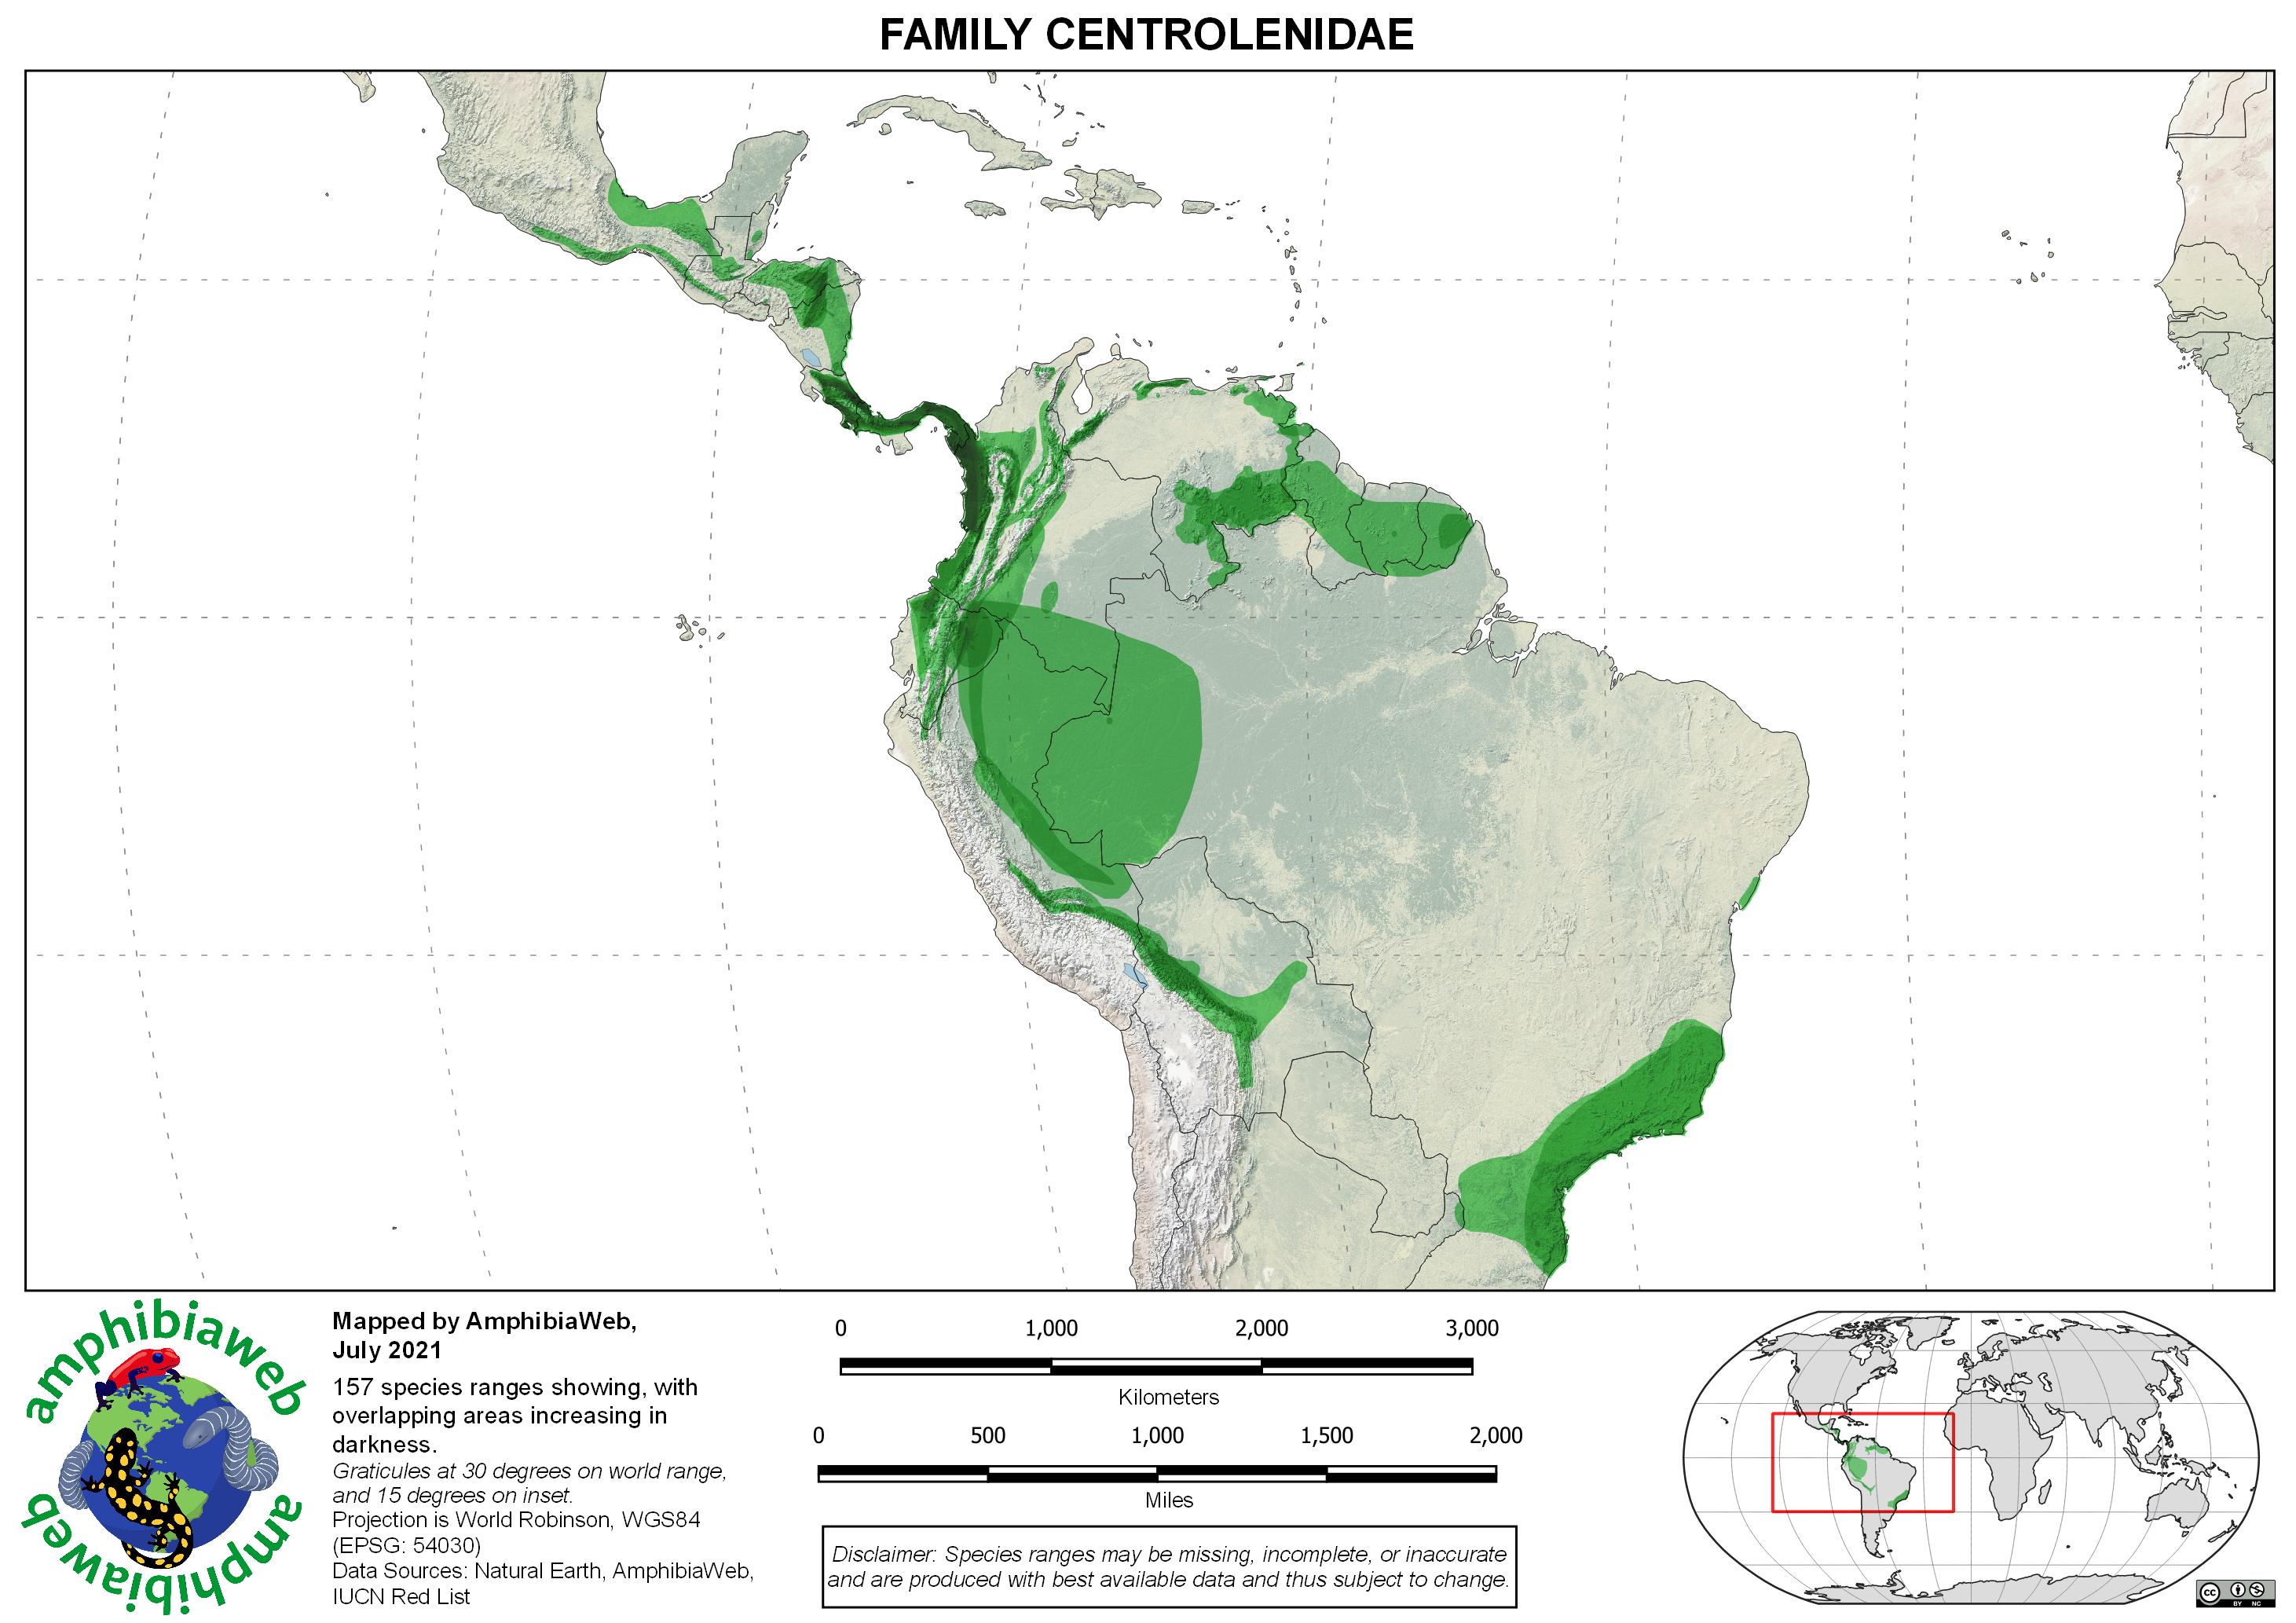 FAMILY CENTROLENIDAE
amphibiaweb
amphibiaweb
Mapped by AmphibiaWeb,
July 2021
157 species ranges showing, with
overlapping areas increasing in
darkness.
Graticules at 30 degrees on world range,
and 15 degrees on inset.
Projection is World Robinson, WGS84
(EPSG: 54030)
Data Sources: Natural Earth, AmphibiaWeb,
IUCN Red List
0 1,000 2,000 3,000
Kilometers
0 500 1,000 1,500 2,000
Miles
Disclaimer: Species ranges may be missing, incomplete, or inaccurate
and are produced with best available data and thus subject to change.
cc
BY NC